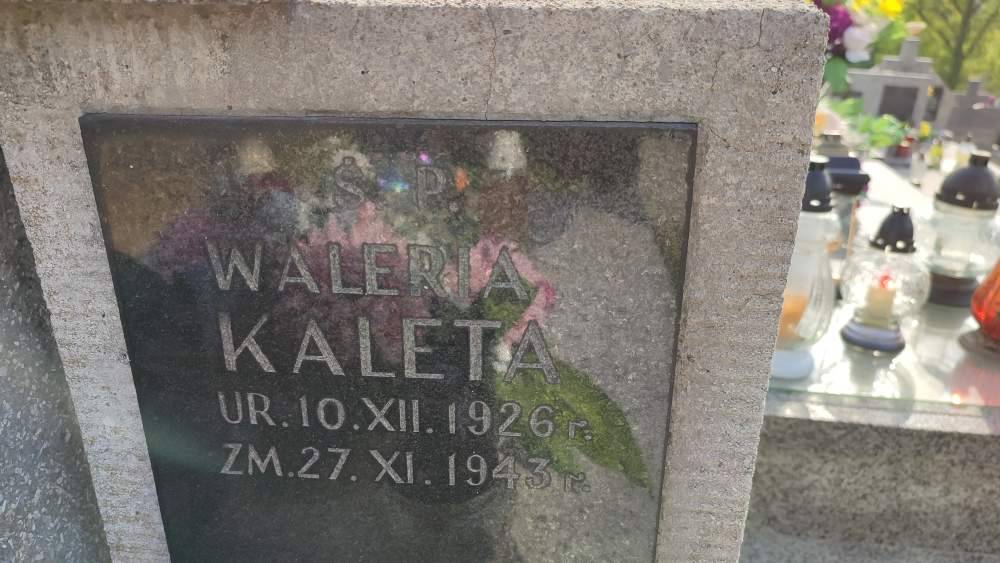 Ś. P.
WALERIA
KALETA
UR. 10. XII. 1926 r.
ZM. 27. XI. 1943 r.